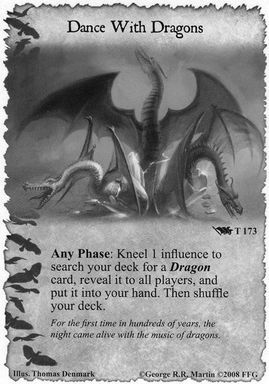 Dance With Dragons
T 173
Any Phase: Kneel 1 influence to
search your deck for a Dragon
card, reveal it to all players, and
put it into your hand. Then shuffle
your deck.
For the first time in hundreds of years, the
night came alive with the music of dragons.
Illus. Thomas Denmark ©George R.R. Martin ©2008 FFG